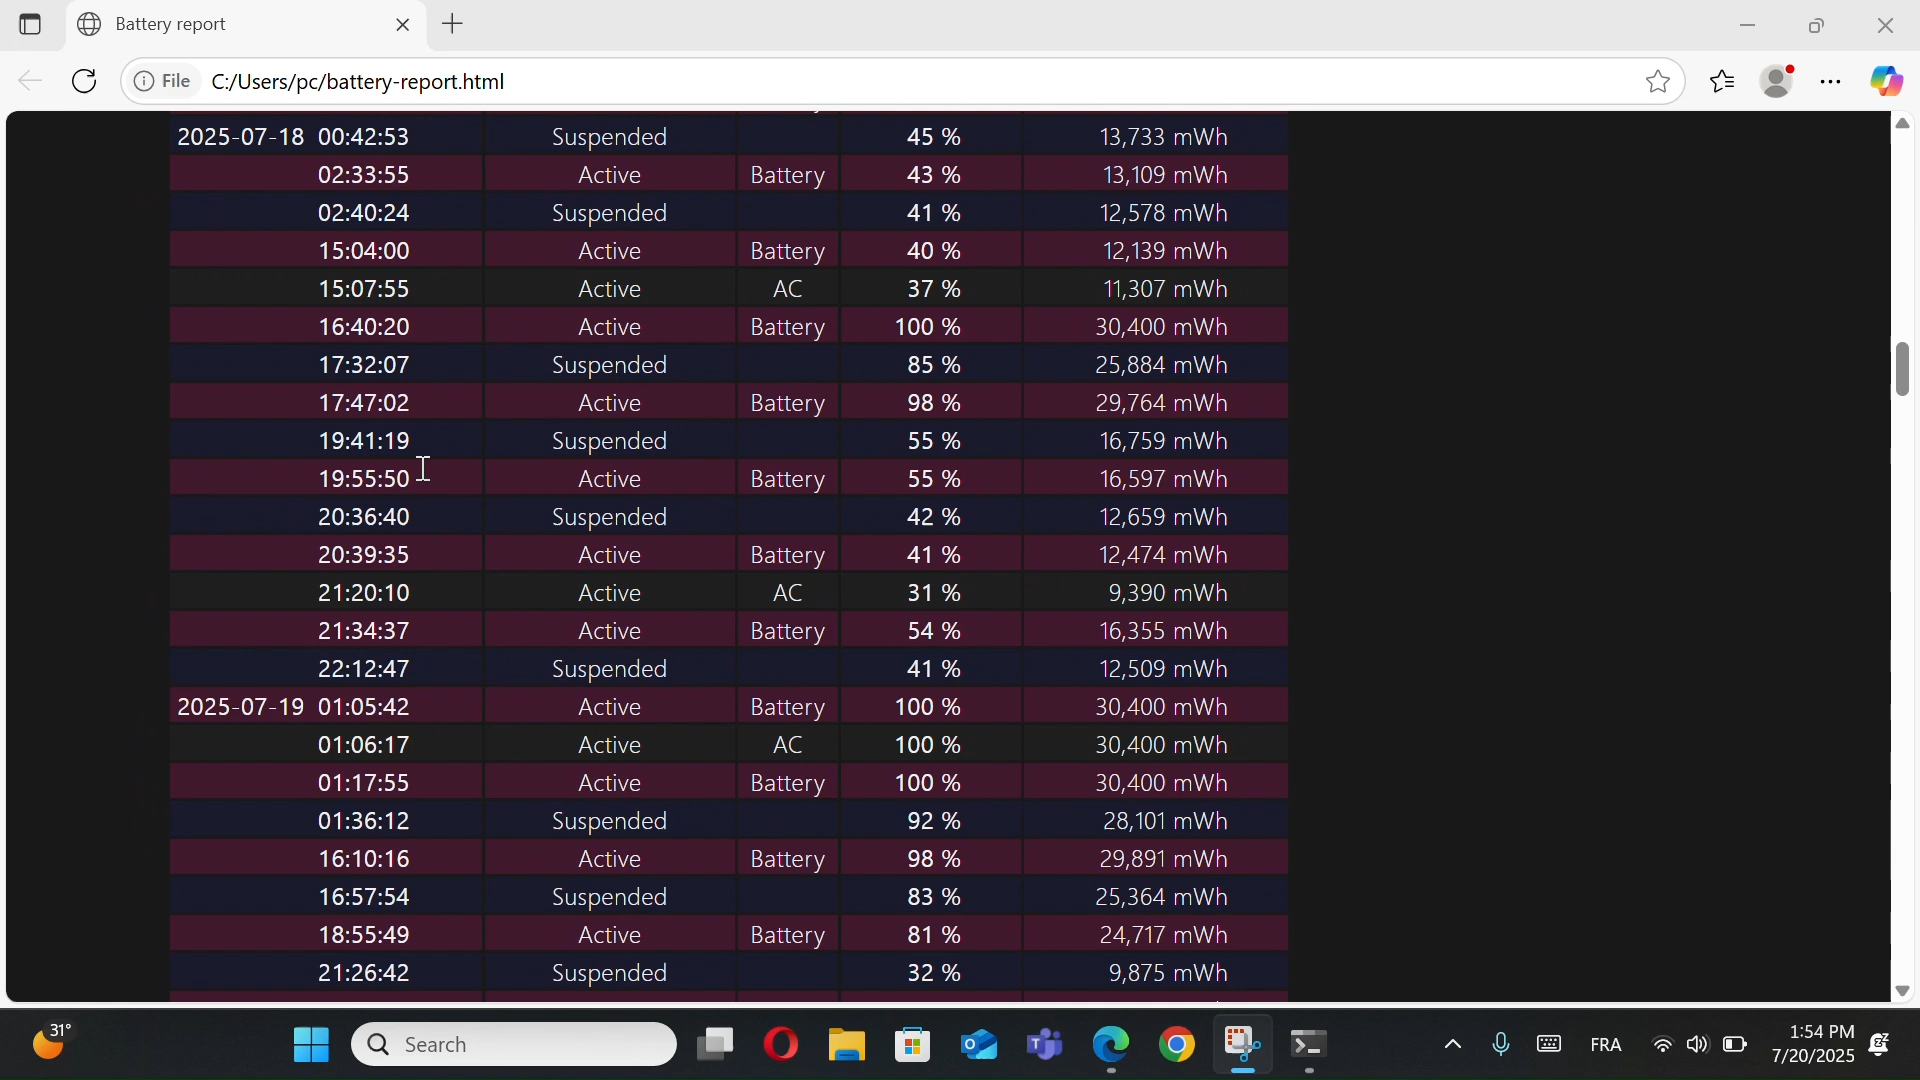 Battery report
File C:/Users/pc/battery-report.html
2025-07-18 00:42:53 Suspended 45 % 13,733 mWh
02:33:55 Active Battery 43 % 13,109 mWh
02:40:24 Suspended 41 % 12,578 mWh
15:04:00 Active Battery 40 % 12,139 mWh
15:07:55 Active AC 37 % 11,307 mWh
16:40:20 Active Battery 100 % 30,400 mWh
17:32:07 Suspended 85 % 25,884 mWh
17:47:02 Active Battery 98 % 29,764 mWh
19:41:19 Suspended 55 % 16,759 mWh
19:55:50 Active Battery 55 % 16,597 mWh
20:36:40 Suspended 42 % 12,659 mWh
20:39:35 Active Battery 41 % 12,474 mWh
21:20:10 Active AC 31 % 9,390 mWh
21:34:37 Active Battery 54 % 16,355 mWh
22:12:47 Suspended 41 % 12,509 mWh
2025-07-19 01:05:42 Active Battery 100 % 30,400 mWh
01:06:17 Active AC 100 % 30,400 mWh
01:17:55 Active Battery 100 % 30,400 mWh
01:36:12 Suspended 92 % 28,101 mWh
16:10:16 Active Battery 98 % 29,891 mWh
16:57:54 Suspended 83 % 25,364 mWh
18:55:49 Active Battery 81 % 24,717 mWh
21:26:42 Suspended 32 % 9,875 mWh
31°
Search
FRA
1:54 PM
7/20/2025